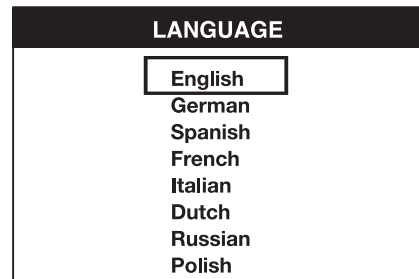 LANGUAGE
English
German
Spanish
French
Italian
Dutch
Russian
Polish